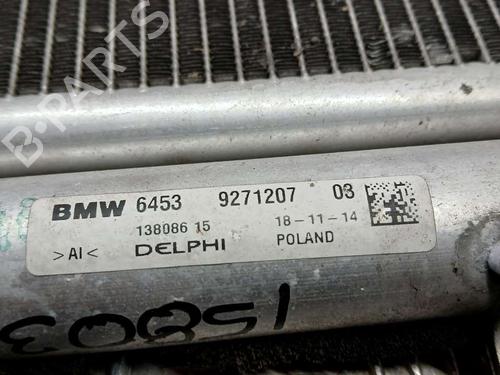 B-PARTS
BMW 6453 9271207 03
138086 15 18-11-14
>Al< DELPHI POLAND
15803